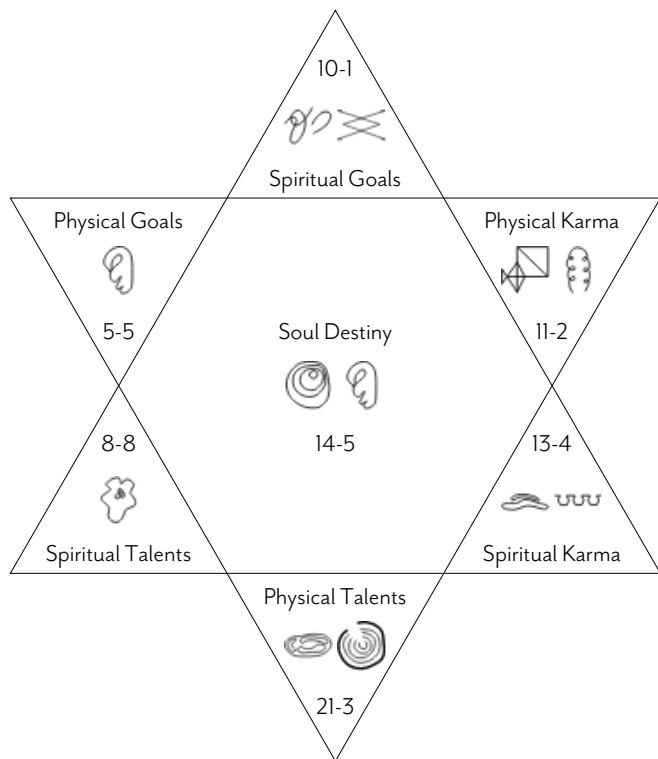 10-1
Spiritual Goals
Physical Goals
5-5
Physical Karma
11-2
Soul Destiny
14-5
8-8
Spiritual Talents
13-4
Spiritual Karma
Physical Talents
21-3